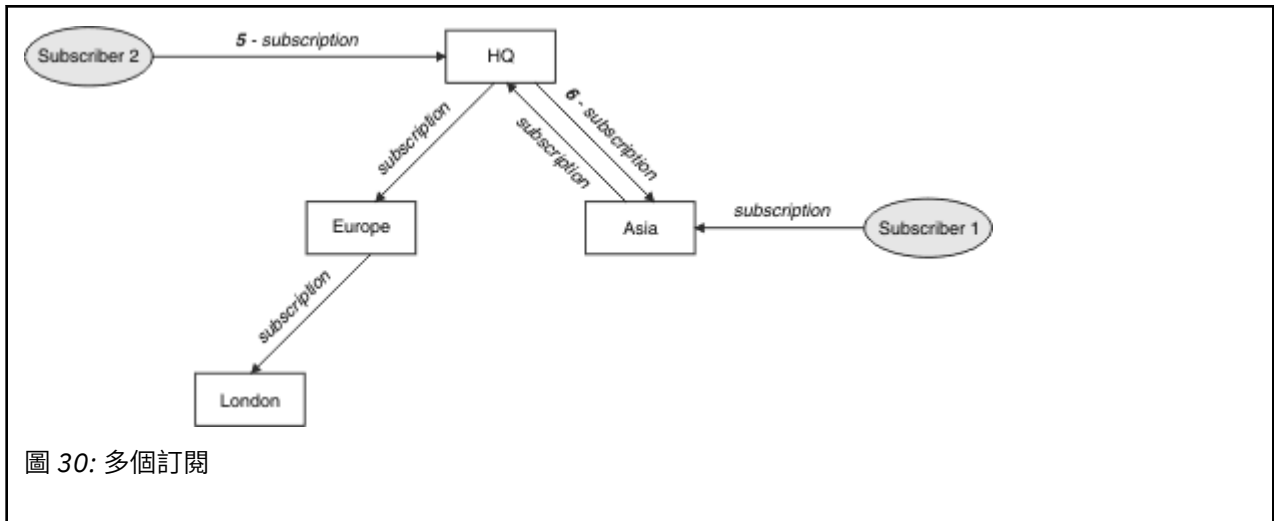 Subscriber 2
5 - subscription
HQ
subscription
subscription
6 - subscription
Europe
Asia
subscription
Subscriber 1
subscription
London
圖 30: 多個訂閱